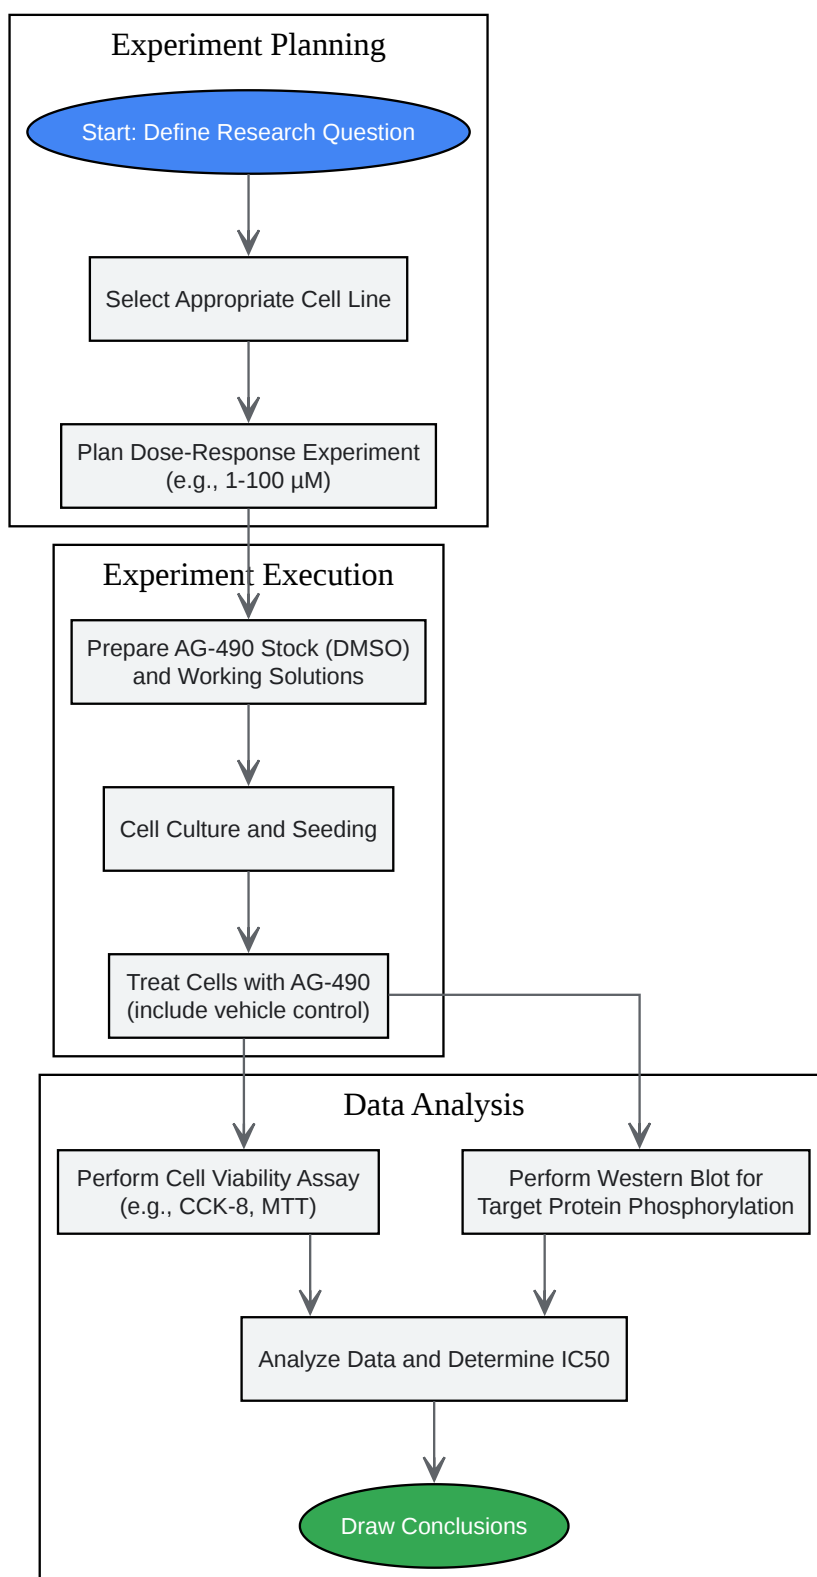 Experiment Planning
Start: Define Research Question
Select Appropriate Cell Line
Plan Dose-Response Experiment
(e.g., 1-100 µM)
Experiment Execution
Prepare AG-490 Stock (DMSO)
and Working Solutions
Cell Culture and Seeding
Treat Cells with AG-490
(include vehicle control)
Data Analysis
Perform Cell Viability Assay
(e.g., CCK-8, MTT)
Perform Western Blot for
Target Protein Phosphorylation
Analyze Data and Determine IC50
Draw Conclusions